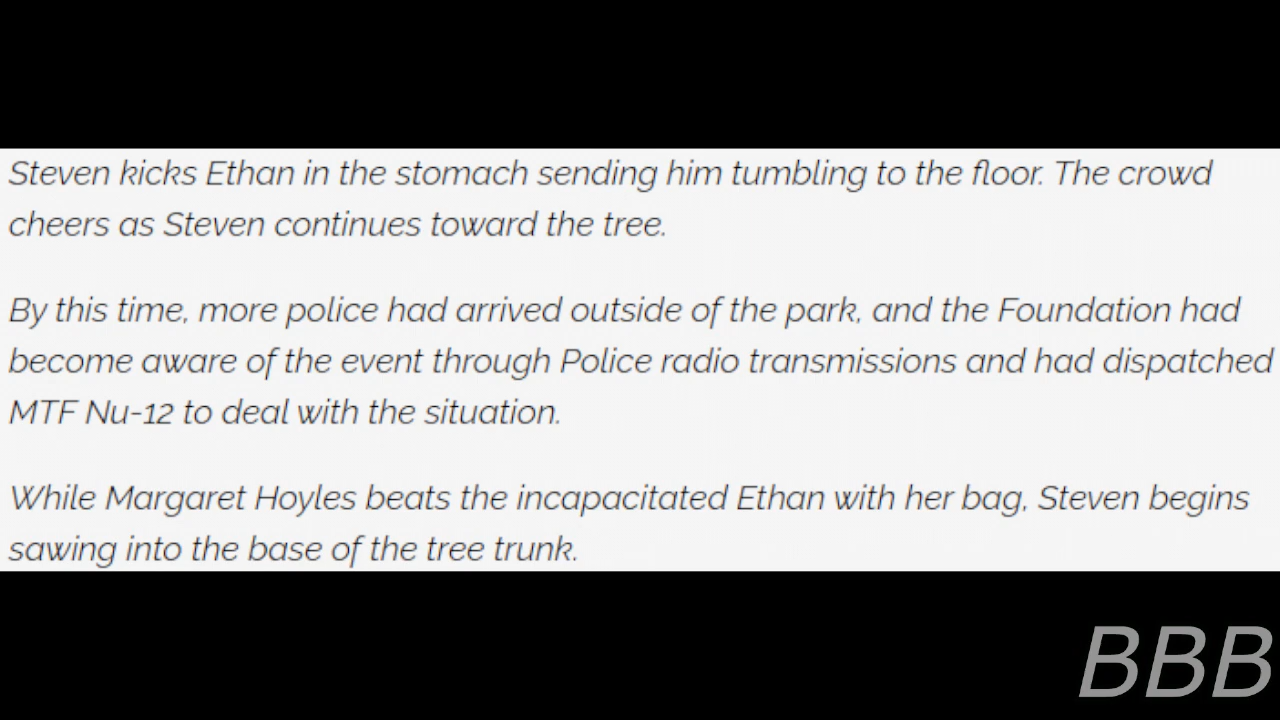 Steven kicks Ethan in the stomach sending him tumbling to the floor. The crowd
cheers as Steven continues toward the tree.
By this time, more police had arrived outside of the park, and the Foundation had
become aware of the event through Police radio transmissions and had dispatched
MTF Nu-12 to deal with the situation.
While Margaret Hoyles beats the incapacitated Ethan with her bag, Steven begins
sawing into the base of the tree trunk.
BBB